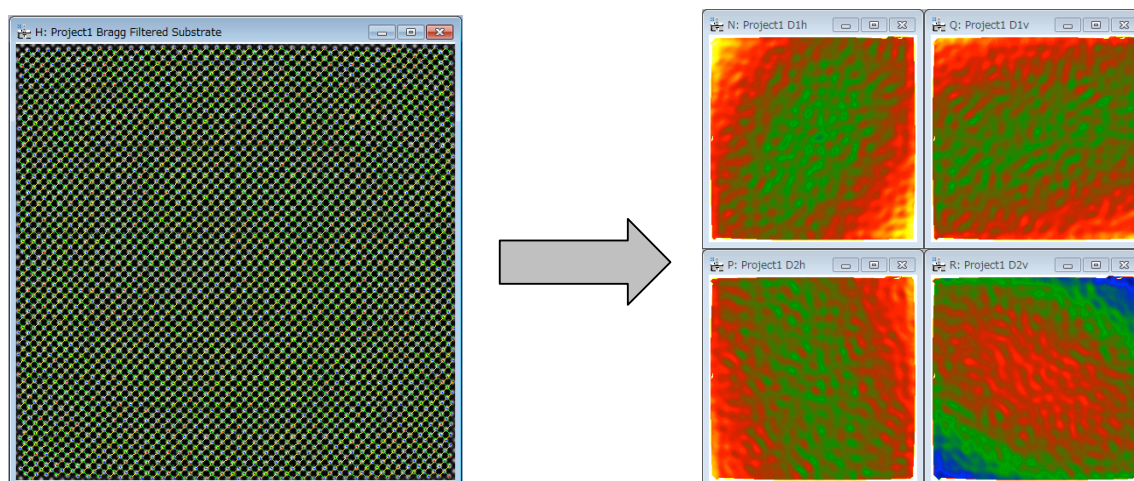 H: Project1 Bragg Filtered Substrate
N: Project1 D1h
Q: Project1 D1v
P: Project1 D2h
R: Project1 D2v